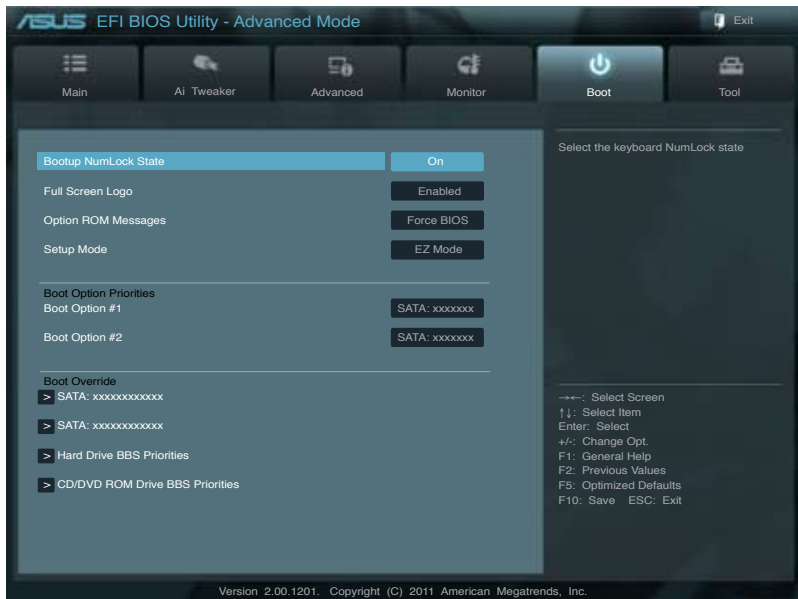 ASUS EFI BIOS Utility - Advanced Mode
Exit
Main
Ai Tweaker
Advanced
Monitor
Boot
Tool
Bootup NumLock State On
Full Screen Logo Enabled
Option ROM Messages Force BIOS
Setup Mode EZ Mode
Boot Option Priorities
Boot Option #1 SATA: xxxxxxx
Boot Option #2 SATA: xxxxxxx
Boot Override
> SATA: xxxxxxxxxxxx
> SATA: xxxxxxxxxxxx
> Hard Drive BBS Priorities
> CD/DVD ROM Drive BBS Priorities
Select the keyboard NumLock state
→←: Select Screen
↑↓: Select Item
Enter: Select
+/-: Change Opt.
F1: General Help
F2: Previous Values
F5: Optimized Defaults
F10: Save ESC: Exit
Version 2.00.1201. Copyright (C) 2011 American Megatrends, Inc.